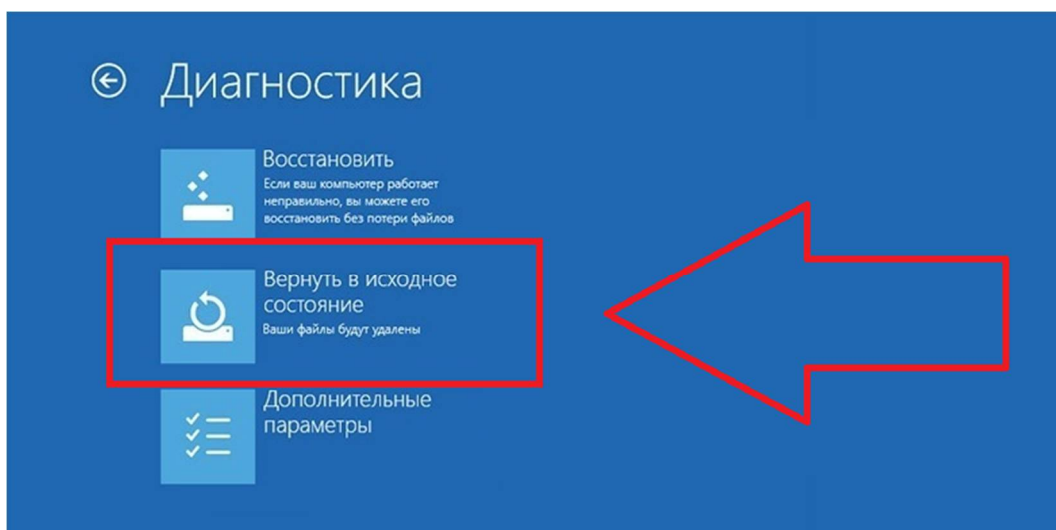 Диагностика
Восстановить
Если ваш компьютер работает
неправильно, вы можете его
восстановить без потери файлов
Вернуть в исходное
состояние
Ваши файлы будут удалены
Дополнительные
параметры